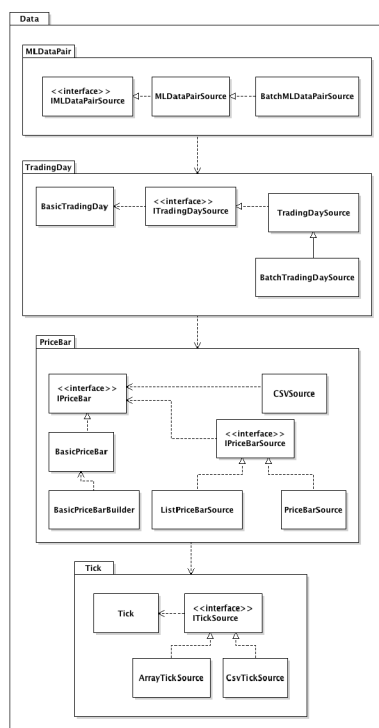 Data
MLDataPair
<<interface>>
IMLDataPairSource
MLDataPairSource
BatchMLDataPairSource
TradingDay
BasicTradingDay
<<interface>>
ITradingDaySource
TradingDaySource
BatchTradingDaySource
PriceBar
<<interface>>
IPriceBar
CSVSource
<<interface>>
IPriceBarSource
BasicPriceBar
BasicPriceBarBuilder
ListPriceBarSource
PriceBarSource
Tick
Tick
<<interface>>
ITickSource
ArrayTickSource
CsvTickSource